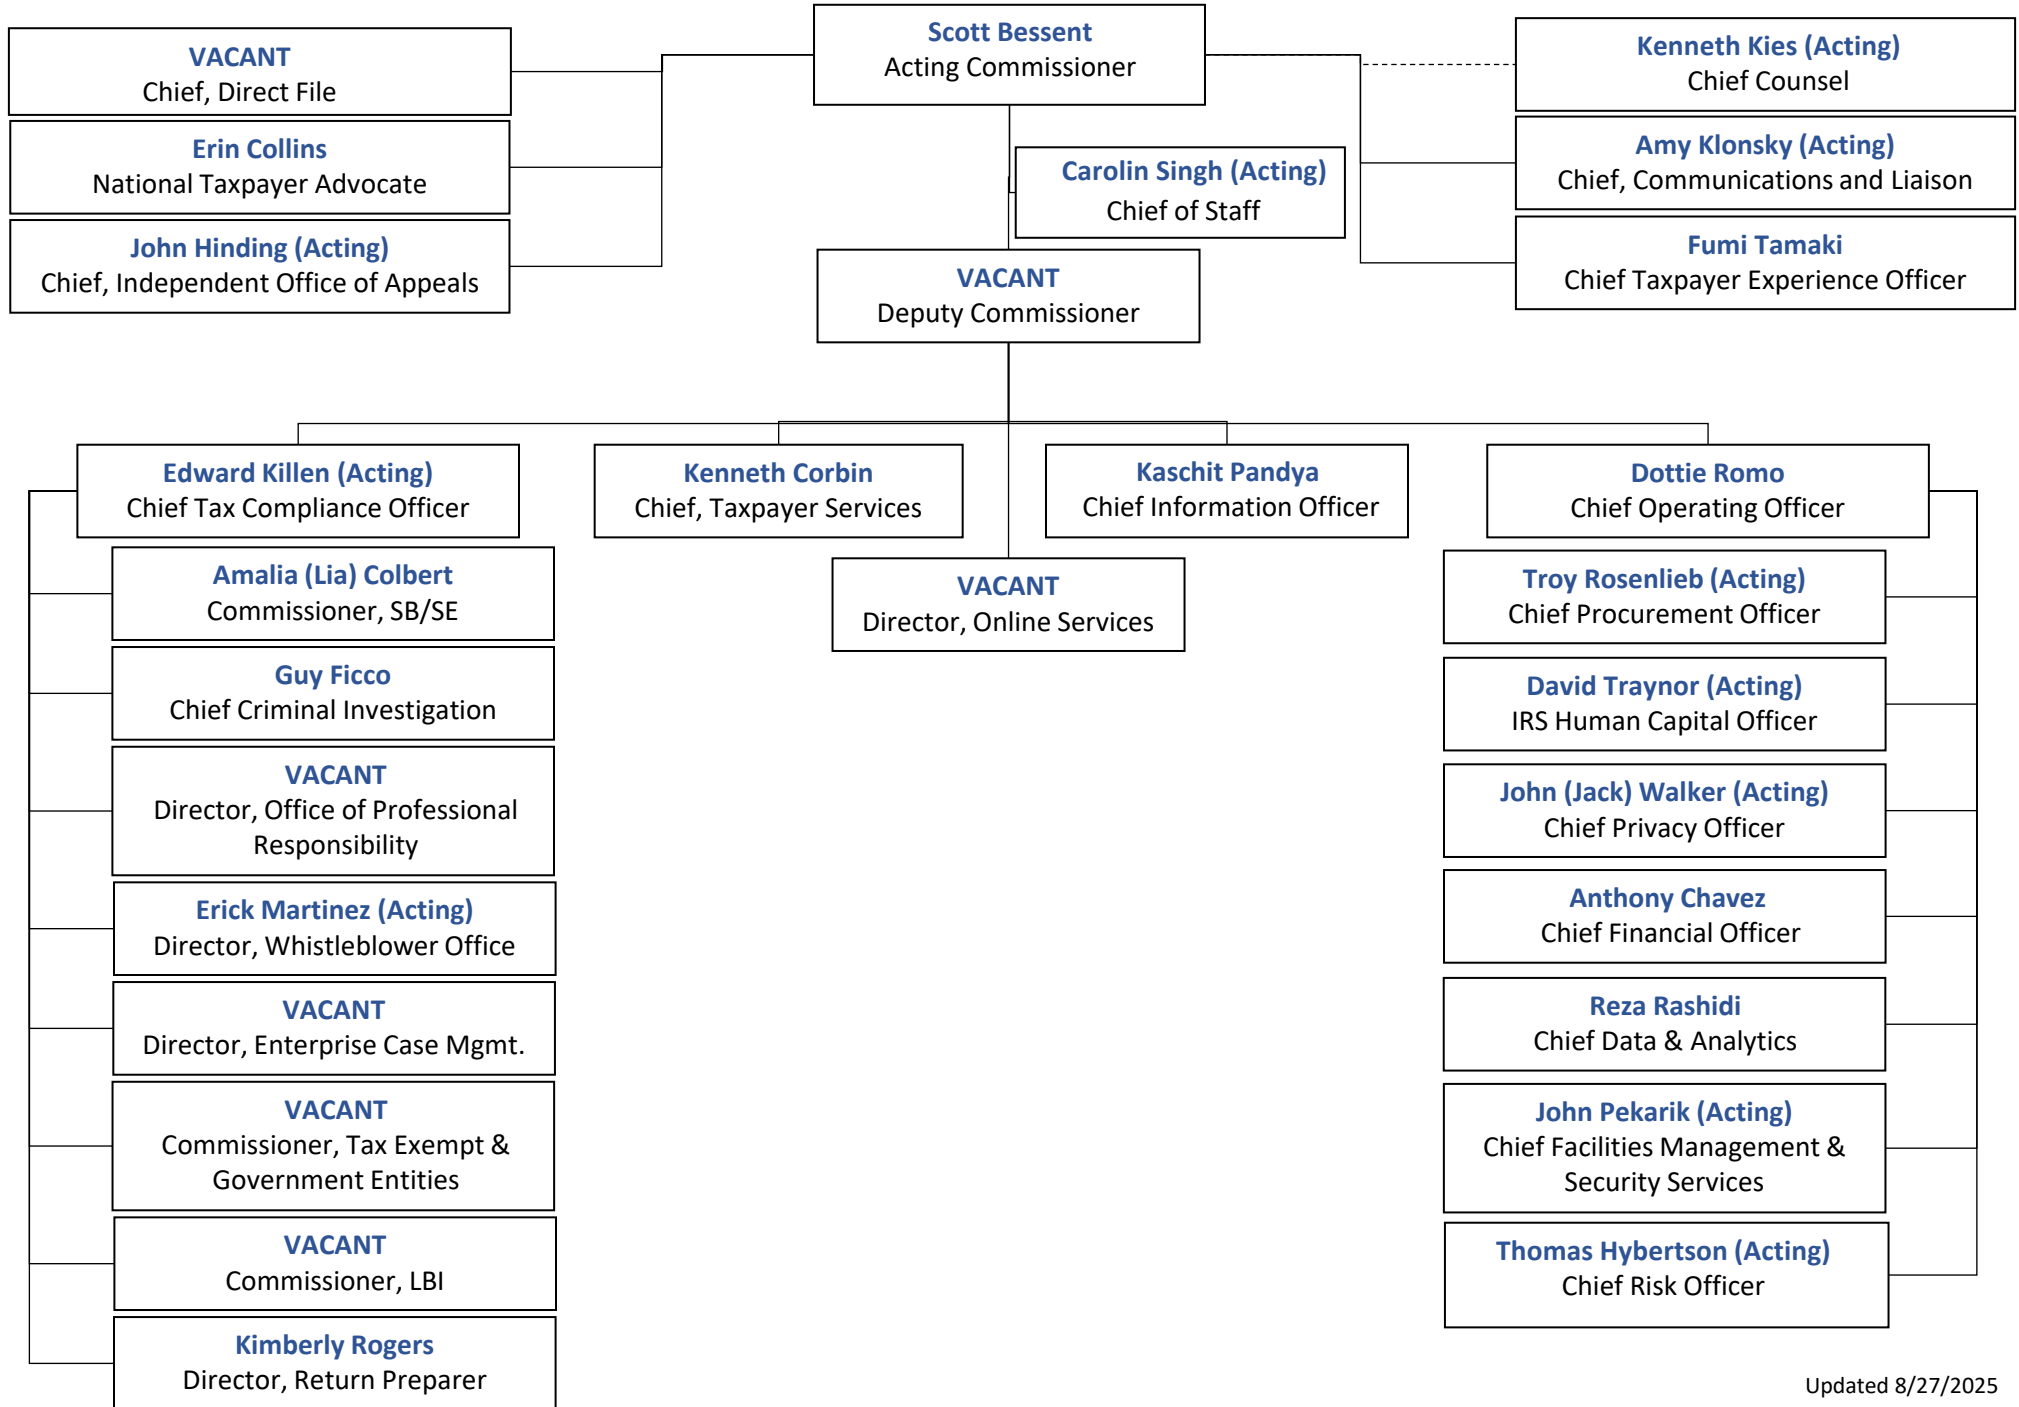 Scott Bessent
Acting Commissioner
VACANT
Chief, Direct File
Erin Collins
National Taxpayer Advocate
John Hinding (Acting)
Chief, Independent Office of Appeals
Kenneth Kies (Acting)
Chief Counsel
Amy Klonsky (Acting)
Chief, Communications and Liaison
Fumi Tamaki
Chief Taxpayer Experience Officer
Carolin Singh (Acting)
Chief of Staff
VACANT
Deputy Commissioner
Edward Killen (Acting)
Chief Tax Compliance Officer
Amalia (Lia) Colbert
Commissioner, SB/SE
Guy Ficco
Chief Criminal Investigation
VACANT
Director, Office of Professional
Responsibility
Erick Martinez (Acting)
Director, Whistleblower Office
VACANT
Director, Enterprise Case Mgmt.
VACANT
Commissioner, Tax Exempt &
Government Entities
VACANT
Commissioner, LBI
Kimberly Rogers
Director, Return Preparer
Kenneth Corbin
Chief, Taxpayer Services
Kaschit Pandya
Chief Information Officer
VACANT
Director, Online Services
Dottie Romo
Chief Operating Officer
Troy Rosenlieb (Acting)
Chief Procurement Officer
David Traynor (Acting)
IRS Human Capital Officer
John (Jack) Walker (Acting)
Chief Privacy Officer
Anthony Chavez
Chief Financial Officer
Reza Rashidi
Chief Data & Analytics
John Pekarik (Acting)
Chief Facilities Management &
Security Services
Thomas Hybertson (Acting)
Chief Risk Officer
Updated 8/27/2025